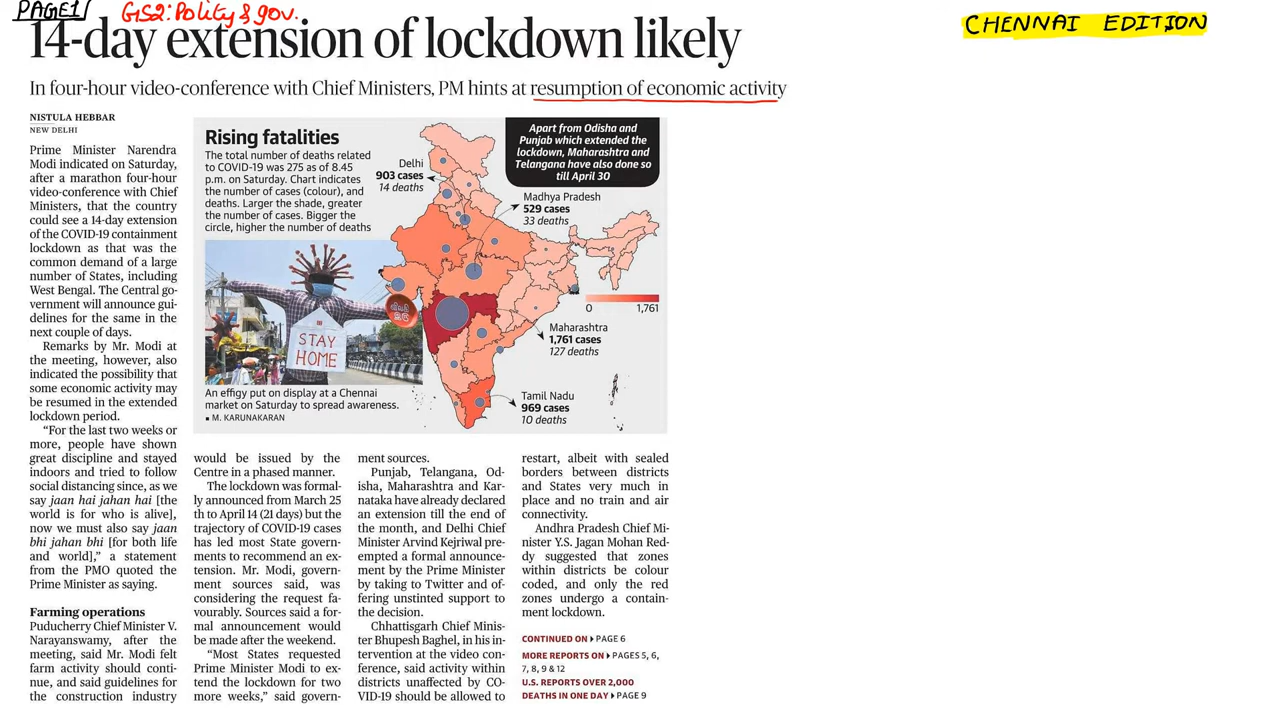 PAGE1/ GS2: Polity & gov.
CHENNAI EDITION
14-day extension of lockdown likely
In four-hour video-conference with Chief Ministers, PM hints at resumption of economic activity
NISTULA HEBBAR
NEW DELHI
Prime Minister Narendra
Modi indicated on Saturday,
after a marathon four-hour
video-conference with Chief
Ministers, that the country
could see a 14-day extension
of the COVID-19 containment
lockdown as that was the
common demand of a large
number of States, including
West Bengal. The Central go-
vernment will announce gui-
delines for the same in the
next couple of days.
Remarks by Mr. Modi at
the meeting, however, also
indicated the possibility that
some economic activity may
be resumed in the extended
lockdown period.
“For the last two weeks or
more, people have shown
great discipline and stayed
indoors and tried to follow
social distancing since, as we
say jaan hai jahan hai [the
world is for who is alive],
now we must also say jaan
bhi jahan bhi [for both life
and world],” a statement
from the PMO quoted the
Prime Minister as saying.
Farming operations
Puducherry Chief Minister V.
Narayanswamy, after the
meeting, said Mr. Modi felt
farm activity should conti-
nue, and said guidelines for
the construction industry
Rising fatalities
The total number of deaths related
to COVID-19 was 275 as of 8.45
p.m. on Saturday. Chart indicates
the number of cases (colour), and
deaths. Larger the shade, greater
the number of cases. Bigger the
circle, higher the number of deaths
Apart from Odisha and
Punjab which extended the
lockdown, Maharashtra and
Telangana have also done so
till April 30
Delhi
903 cases
14 deaths
Madhya Pradesh
529 cases
33 deaths
0 1,761
Maharashtra
1,761 cases
127 deaths
Tamil Nadu
969 cases
10 deaths
STAY
HOME
An effigy put on display at a Chennai
market on Saturday to spread awareness.
■ M. KARUNAKARAN
would be issued by the
Centre in a phased manner.
The lockdown was formal-
ly announced from March 25
th to April 14 (21 days) but the
trajectory of COVID-19 cases
has led most State govern-
ments to recommend an ex-
tension. Mr. Modi, govern-
ment sources said, was
considering the request fa-
vourably. Sources said a for-
mal announcement would
be made after the weekend.
“Most States requested
Prime Minister Modi to ex-
tend the lockdown for two
more weeks,” said govern-
ment sources.
Punjab, Telangana, Od-
isha, Maharashtra and Kar-
nataka have already declared
an extension till the end of
the month, and Delhi Chief
Minister Arvind Kejriwal pre-
empted a formal announce-
ment by the Prime Minister
by taking to Twitter and of-
fering unstinted support to
the decision.
Chhattisgarh Chief Minis-
ter Bhupesh Baghel, in his in-
tervention at the video con-
ference, said activity within
districts unaffected by CO-
VID-19 should be allowed to
restart, albeit with sealed
borders between districts
and States very much in
place and no train and air
connectivity.
Andhra Pradesh Chief Mi-
nister Y.S. Jagan Mohan Red-
dy suggested that zones
within districts be colour
coded, and only the red
zones undergo a contain-
ment lockdown.
CONTINUED ON ▸ PAGE 6
MORE REPORTS ON ▸ PAGES 5, 6,
7, 8, 9 & 12
U.S. REPORTS OVER 2,000
DEATHS IN ONE DAY ▸ PAGE 9